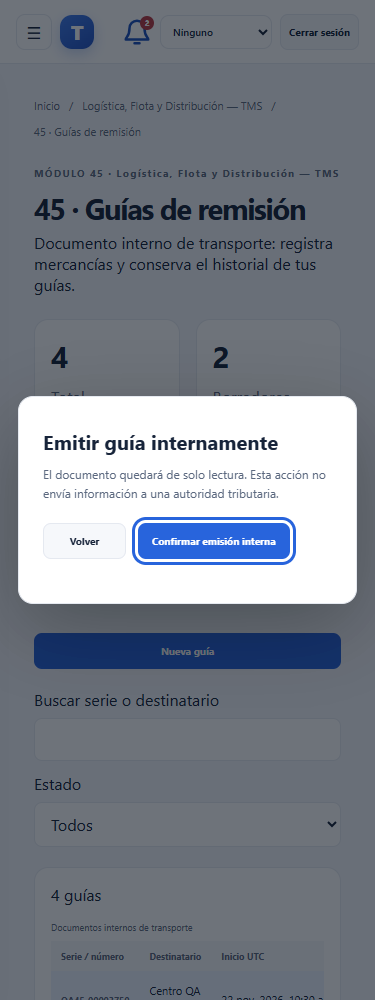 ☰ T 2 Ninguno Cerrar sesión
Inicio / Logística, Flota y Distribución — TMS /
45 · Guías de remisión
MÓDULO 45 · Logística, Flota y Distribución — TMS
45 · Guías de remisión
Documento interno de transporte: registra
mercancías y conserva el historial de tus
guías.
4 2
Emitir guía internamente
El documento quedará de solo lectura. Esta acción no
envía información a una autoridad tributaria.
Volver Confirmar emisión interna
Nueva guía
Buscar serie o destinatario
Estado
Todos
4 guías
Documentos internos de transporte
Serie / número Destinatario Inicio UTC
Centro QA